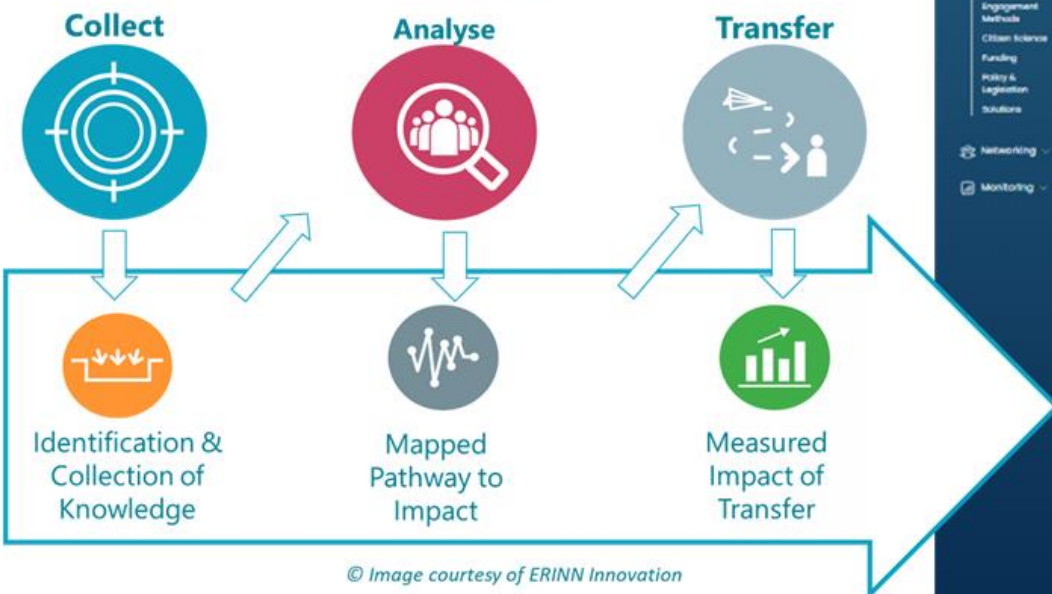 Collect
Analyse
Transfer
Identification &
Collection of
Knowledge
Mapped
Pathway to
Impact
Measured
Impact of
Transfer
© Image courtesy of ERINN Innovation
Engagement
Methods
Citizen Science
Funding
Policy &
Legislation
Solutions
Networking
Monitoring